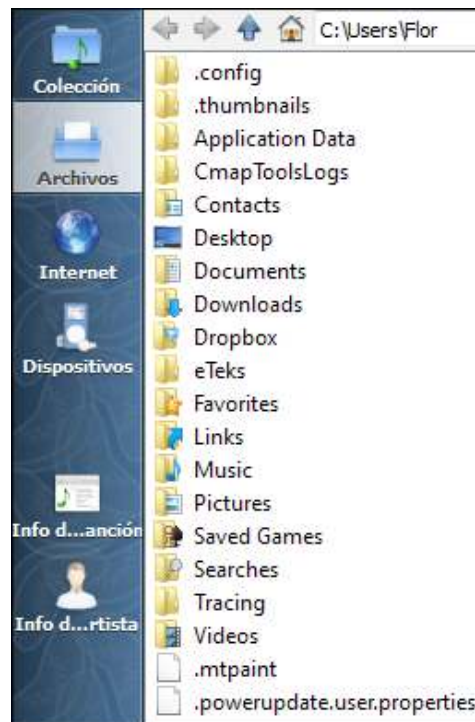 Colección
Archivos
Internet
Dispositivos
Info d...anción
Info d...rtista
C:\Users\Flor
.config
.thumbnails
Application Data
CmapToolsLogs
Contacts
Desktop
Documents
Downloads
Dropbox
eTeks
Favorites
Links
Music
Pictures
Saved Games
Searches
Tracing
Videos
.mtpaint
.powerupdate.user.properties